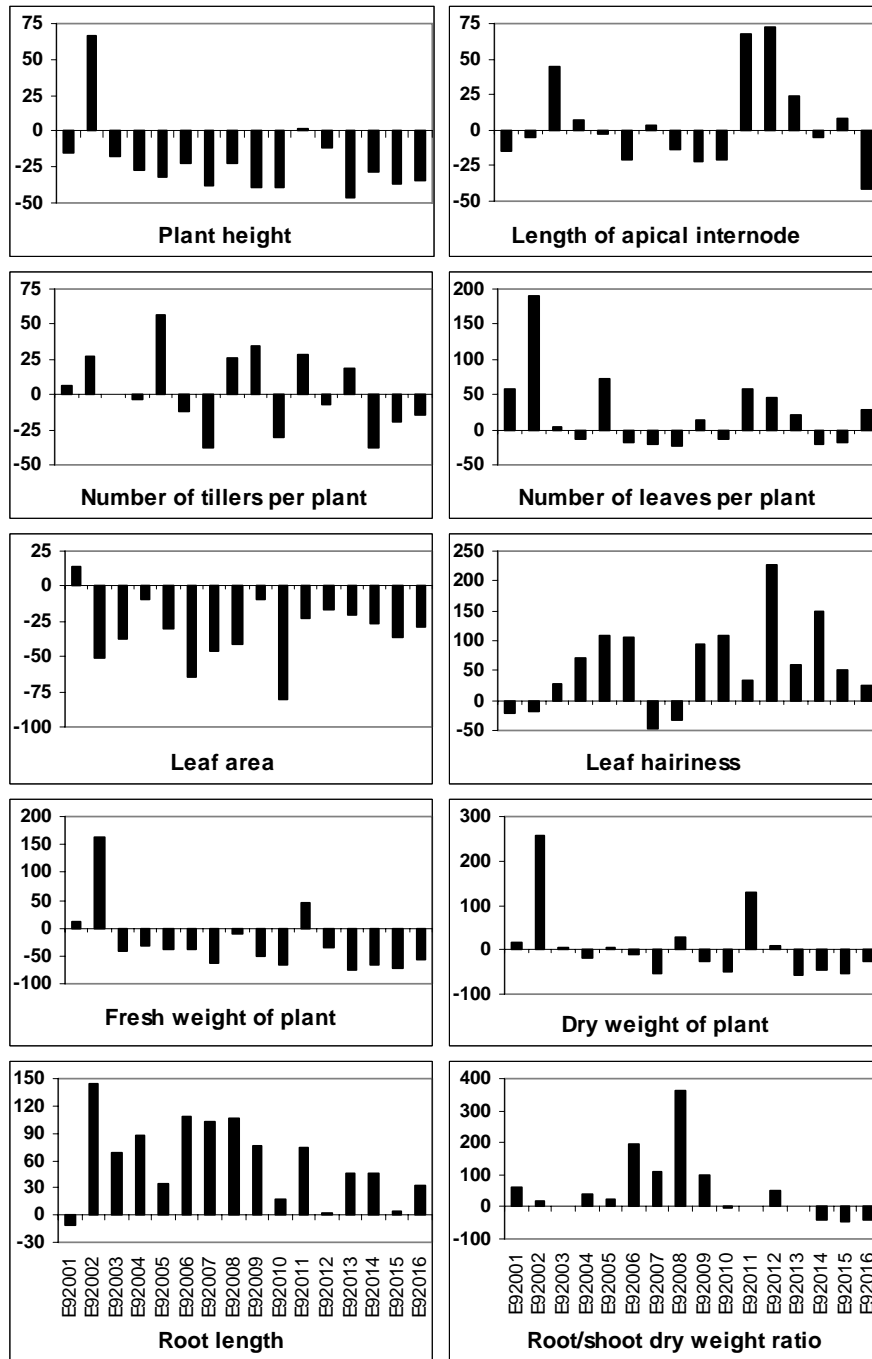 75
50
25
0
-25
-50
Plant height
75
50
25
0
-25
-50
Length of apical internode
75
50
25
0
-25
-50
Number of tillers per plant
200
150
100
50
0
-50
Number of leaves per plant
25
0
-25
-50
-75
-100
Leaf area
250
200
150
100
50
0
-50
Leaf hairiness
200
150
100
50
0
-50
-100
Fresh weight of plant
300
200
100
0
-100
Dry weight of plant
150
120
90
60
30
0
-30
E92001
E92002
E92003
E92004
E92005
E92006
E92007
E92008
E92009
E92010
E92011
E92012
E92013
E92014
E92015
E92016
Root length
400
300
200
100
0
-100
E92001
E92002
E92003
E92004
E92005
E92006
E92007
E92008
E92009
E92010
E92011
E92012
E92013
E92014
E92015
E92016
Root/shoot dry weight ratio